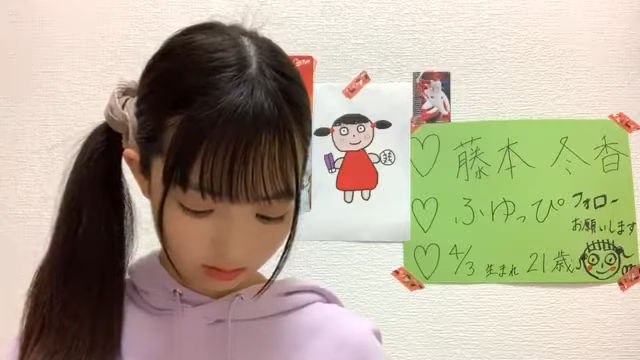 ♡ 藤本 冬香
♡ ふゆっぴ フォロー
お願いします
♡ 4/3 生まれ 21歳